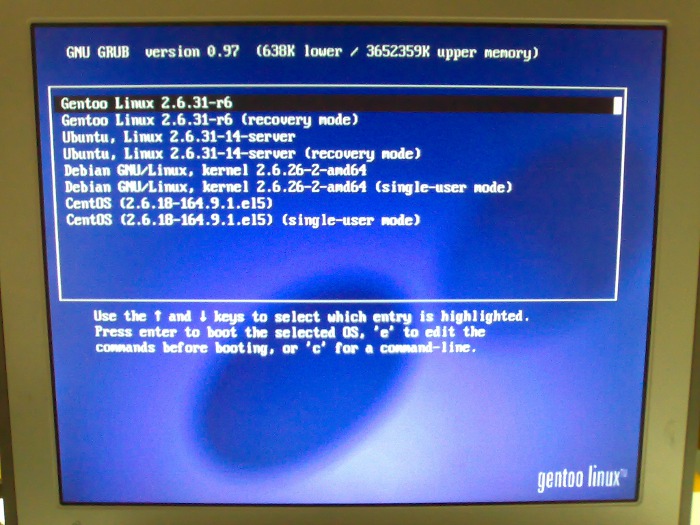 GNU GRUB version 0.97 (638K lower / 3652359K upper memory)
Gentoo Linux 2.6.31-r6
Gentoo Linux 2.6.31-r6 (recovery mode)
Ubuntu, Linux 2.6.31-14-server
Ubuntu, Linux 2.6.31-14-server (recovery mode)
Debian GNU/Linux, kernel 2.6.26-2-amd64
Debian GNU/Linux, kernel 2.6.26-2-amd64 (single-user mode)
CentOS (2.6.18-164.9.1.el5)
CentOS (2.6.18-164.9.1.el5) (single-user mode)
Use the ↑ and ↓ keys to select which entry is highlighted.
Press enter to boot the selected OS, 'e' to edit the
commands before booting, or 'c' for a command-line.
gentoo linux™